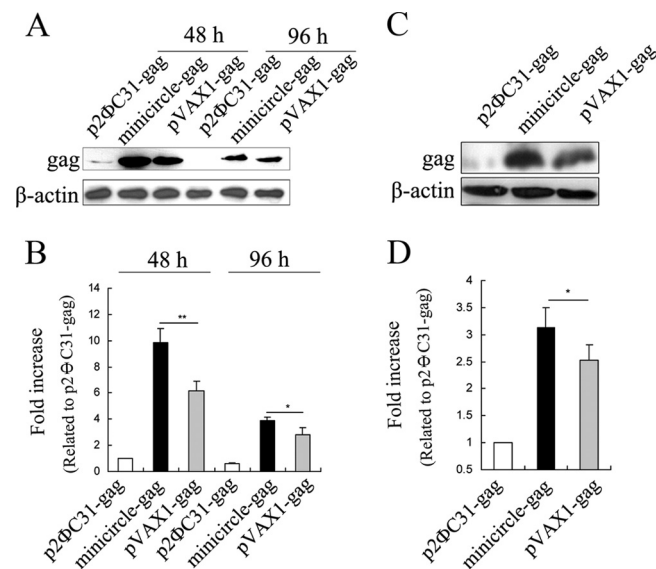 A
48 h
96 h
p2ΦC31-gag
minicircle-gag
pVAX1-gag
p2ΦC31-gag
minicircle-gag
pVAX1-gag
gag
β-actin
C
p2ΦC31-gag
minicircle-gag
pVAX1-gag
gag
β-actin
B
48 h
96 h
Fold increase
(Related to p2ΦC31-gag)
14
12
10
8
6
4
2
0
**
*
p2ΦC31-gag
minicircle-gag
pVAX1-gag
p2ΦC31-gag
minicircle-gag
pVAX1-gag
D
Fold increase
(Related to p2ΦC31-gag)
4
3.5
3
2.5
2
1.5
1
0.5
*
p2ΦC31-gag
minicircle-gag
pVAX1-gag